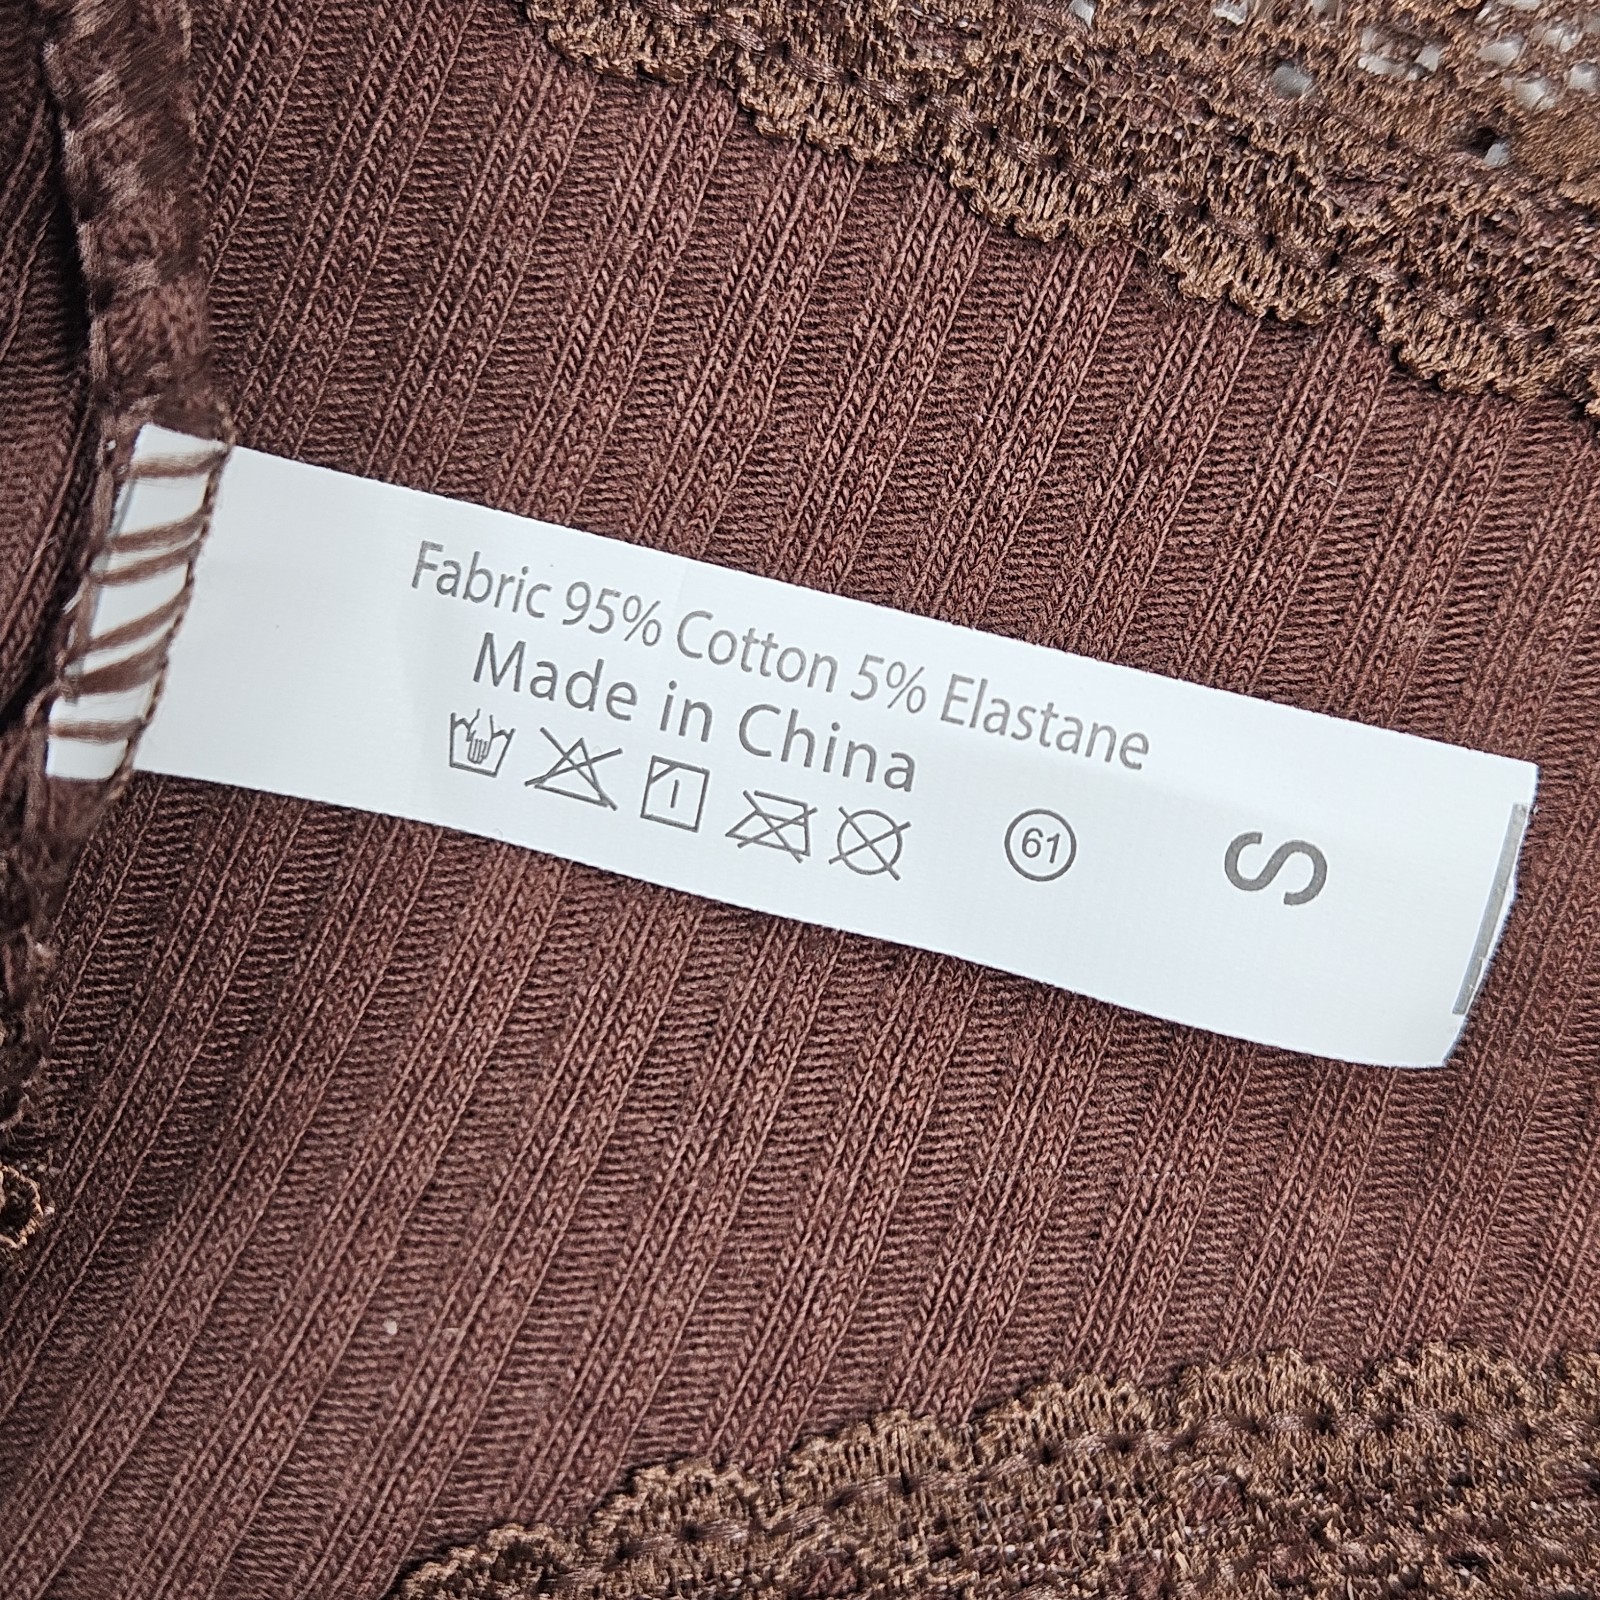 Fabric 95% Cotton 5% Elastane
Made in China
61
S